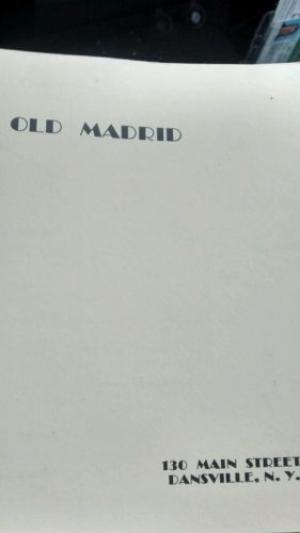 OLD MADRID
130 MAIN STREET
DANSVILLE, N. Y.